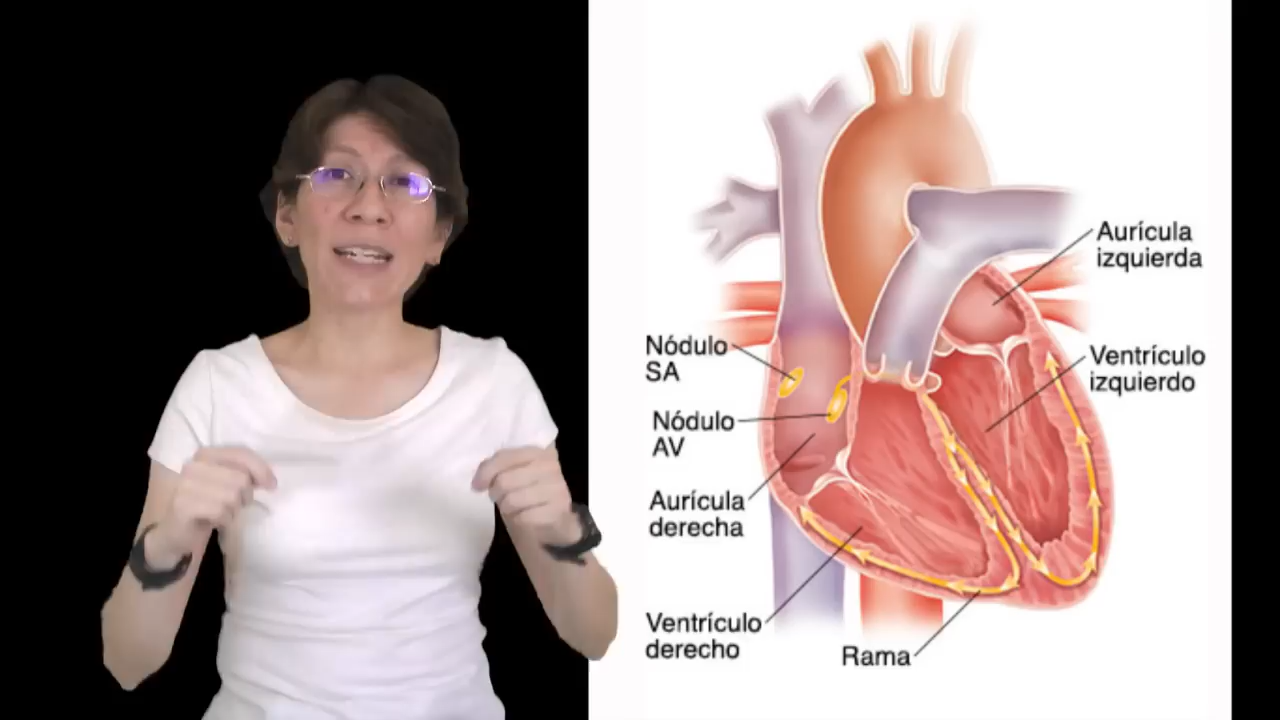 Aurícula
izquierda
Nódulo
SA
Ventrículo
izquierdo
Nódulo
AV
Aurícula
derecha
Ventrículo
derecho
Rama